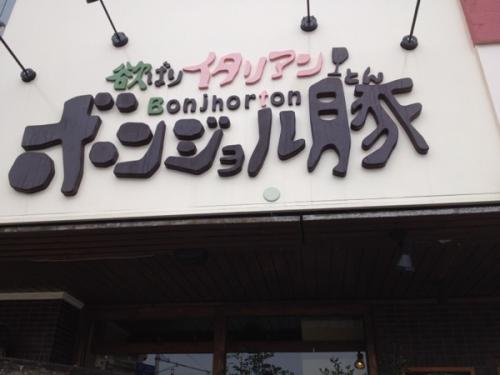 欲ばりイタリアン
Bonjhorton とん
ボンジョル豚